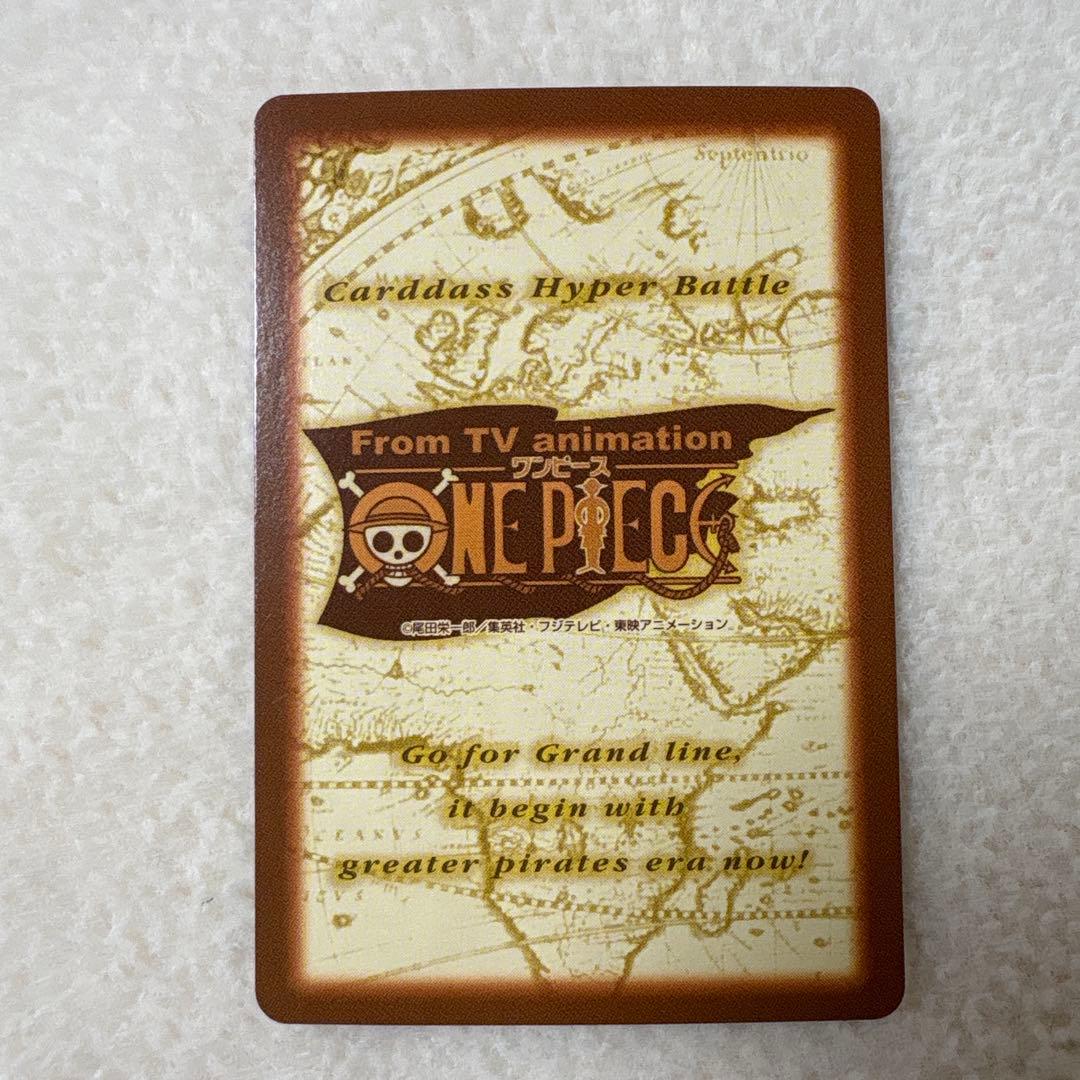 Septentrio
Carddass Hyper Battle
From TV animation
ワンピース
ONE PIECE
©尾田栄一郎／集英社・フジテレビ・東映アニメーション
Go for Grand line,
it begin with
greater pirates era now!